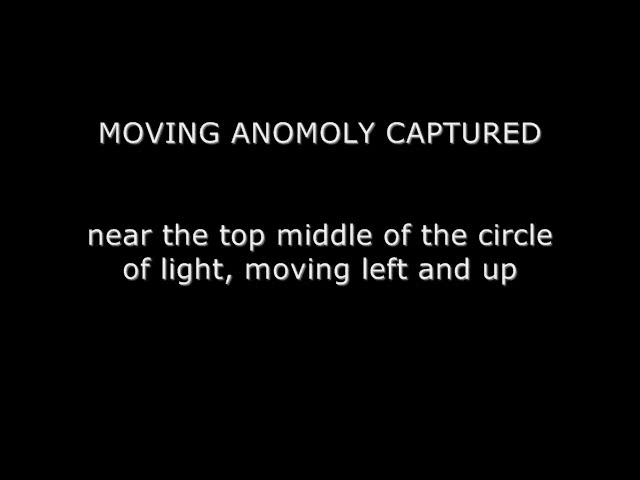 MOVING ANOMOLY CAPTURED
near the top middle of the circle
of light, moving left and up